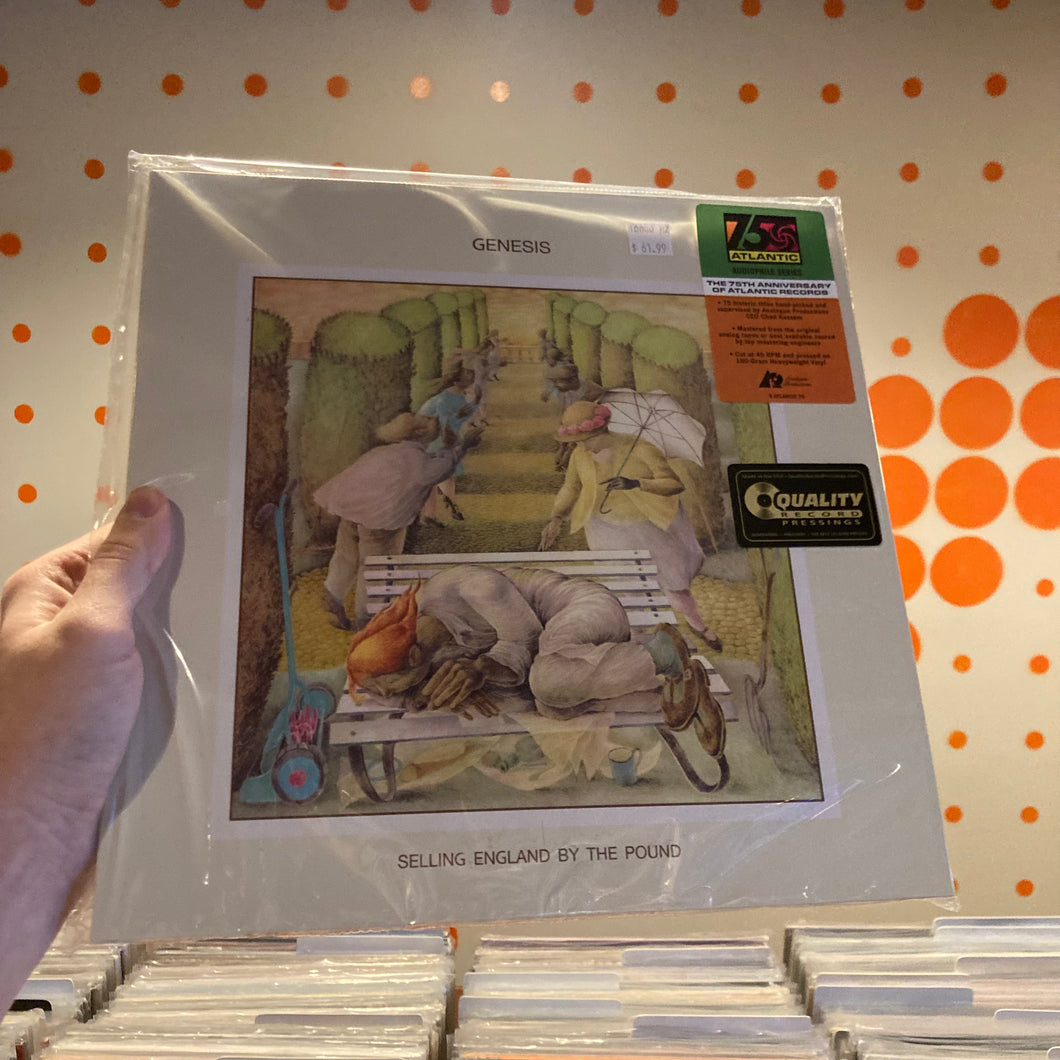 GENESIS
$ 61.99
75
ATLANTIC
AUDIOPHILE SERIES
THE 75TH ANNIVERSARY
OF ATLANTIC RECORDS
• 75 historic titles hand-picked and
supervised by Analogue Productions
CEO Chad Kassem
• Mastered from the original
analog tapes or best available source
by top mastering engineers
• Cut at 45 RPM and pressed on
180-Gram Heavyweight Vinyl
Analogue
Productions
QUALITY
RECORD
PRESSINGS
SELLING ENGLAND BY THE POUND